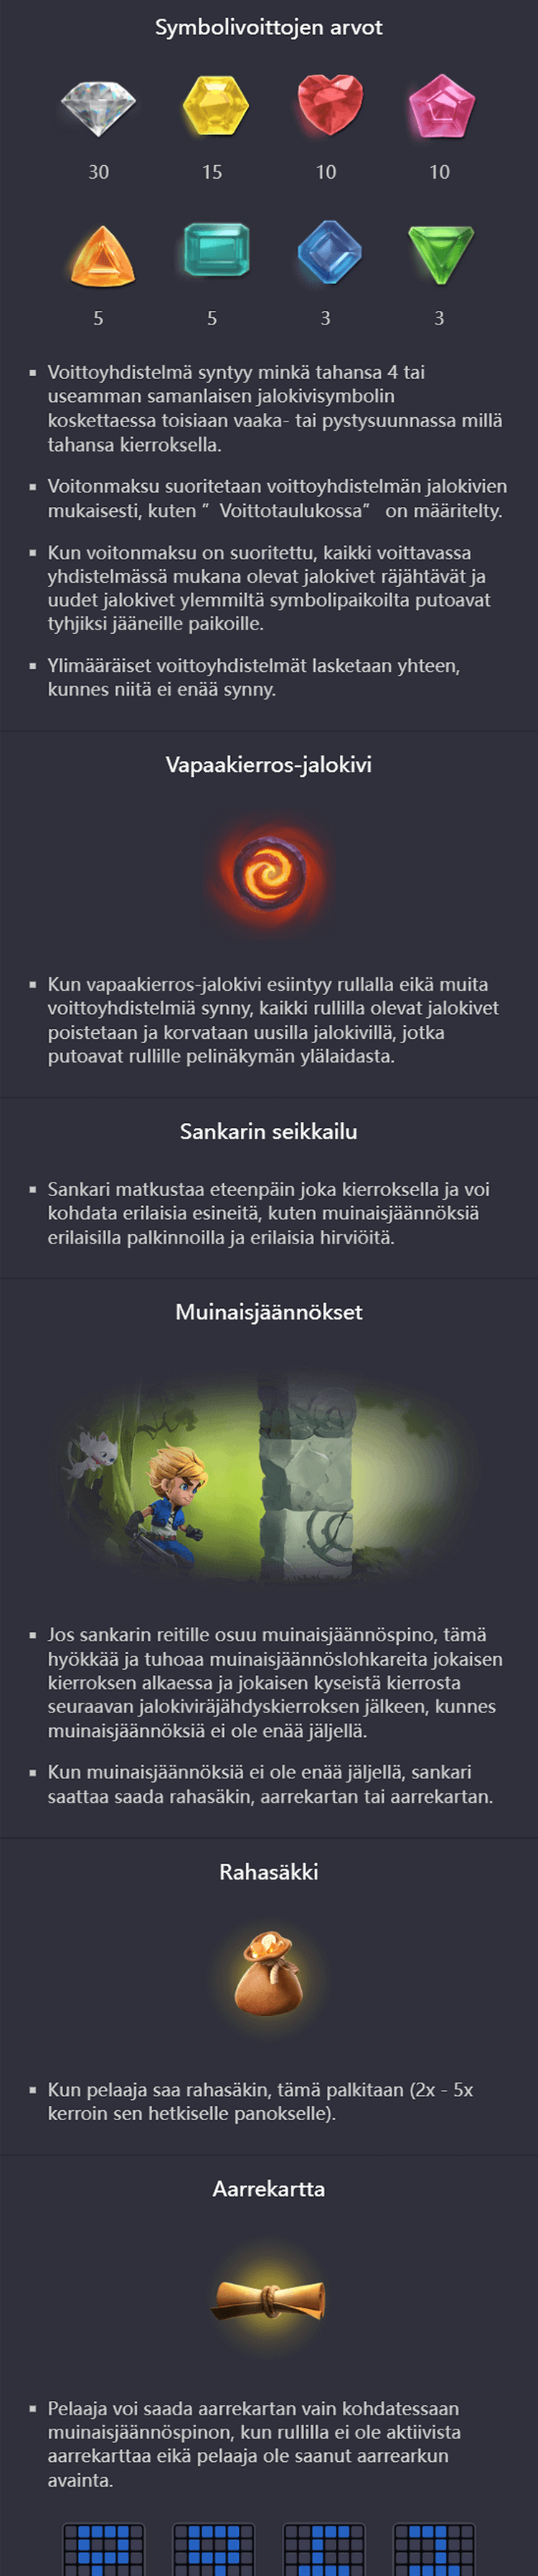 Symbolivoittojen arvot
30 15 10 10
5 5 3 3
Voittoyhdistelmä syntyy minkä tahansa 4 tai
useamman samanlaisen jalokivisymbolin
koskettaessa toisiaan vaaka- tai pystysuunnassa millä
tahansa kierroksella.
Voitonmaksu suoritetaan voittoyhdistelmän jalokivien
mukaisesti, kuten ” Voittotaulukossa” on määritelty.
Kun voitonmaksu on suoritettu, kaikki voittavassa
yhdistelmässä mukana olevat jalokivet räjähtävät ja
uudet jalokivet ylemmiltä symbolipaikoilta putoavat
tyhjiksi jääneille paikoille.
Ylimääräiset voittoyhdistelmät lasketaan yhteen,
kunnes niitä ei enää synny.
Vapaakierros-jalokivi
Kun vapaakierros-jalokivi esiintyy rullalla eikä muita
voittoyhdistelmiä synny, kaikki rullilla olevat jalokivet
poistetaan ja korvataan uusilla jalokivillä, jotka
putoavat rullille pelinäkymän ylälaidasta.
Sankarin seikkailu
Sankari matkustaa eteenpäin joka kierroksella ja voi
kohdata erilaisia esineitä, kuten muinaisjäännöksiä
erilaisilla palkinnoilla ja erilaisia hirviöitä.
Muinaisjäännökset
Jos sankarin reitille osuu muinaisjäännöspino, tämä
hyökkää ja tuhoaa muinaisjäännöslohkareita jokaisen
kierroksen alkaessa ja jokaisen kyseistä kierrosta
seuraavan jalokiviräjähdyskierroksen jälkeen, kunnes
muinaisjäännöksiä ei ole enää jäljellä.
Kun muinaisjäännöksiä ei ole enää jäljellä, sankari
saattaa saada rahasäkin, aarrekartan tai aarrekartan.
Rahasäkki
Kun pelaaja saa rahasäkin, tämä palkitaan (2x - 5x
kerroin sen hetkiselle panokselle).
Aarrekartta
Pelaaja voi saada aarrekartan vain kohdatessaan
muinaisjäännöspinon, kun rullilla ei ole aktiivista
aarrekarttaa eikä pelaaja ole saanut aarrearkun
avainta.